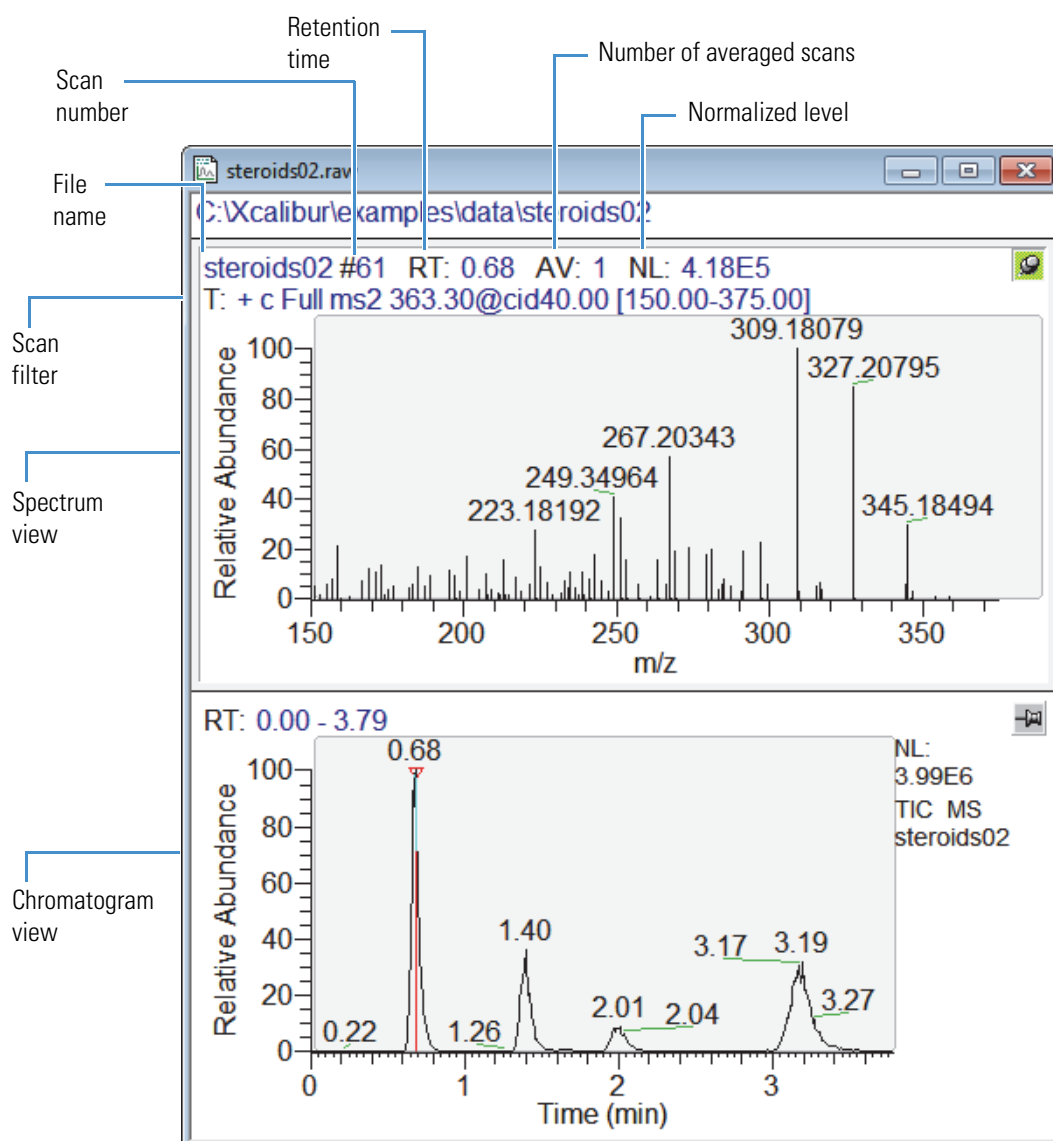 Retention
time
Number of averaged scans
Scan
number
Normalized level
File
name
steroids02.raw
C:\Xcalibur\examples\data\steroids02
steroids02 #61 RT: 0.68 AV: 1 NL: 4.18E5
T: + c Full ms2 363.30@cid40.00 [150.00-375.00]
Scan
filter
Spectrum
view
309.18079
327.20795
267.20343
249.34964
223.18192
345.18494
Relative Abundance
100
80
60
40
20
0
150 200 250 300 350
m/z
RT: 0.00 - 3.79
NL:
3.99E6
TIC MS
steroids02
Chromatogram
view
0.68
1.40
3.17 3.19
2.01 2.04
3.27
0.22
1.26
Relative Abundance
100
80
60
40
20
0
0 1 2 3
Time (min)